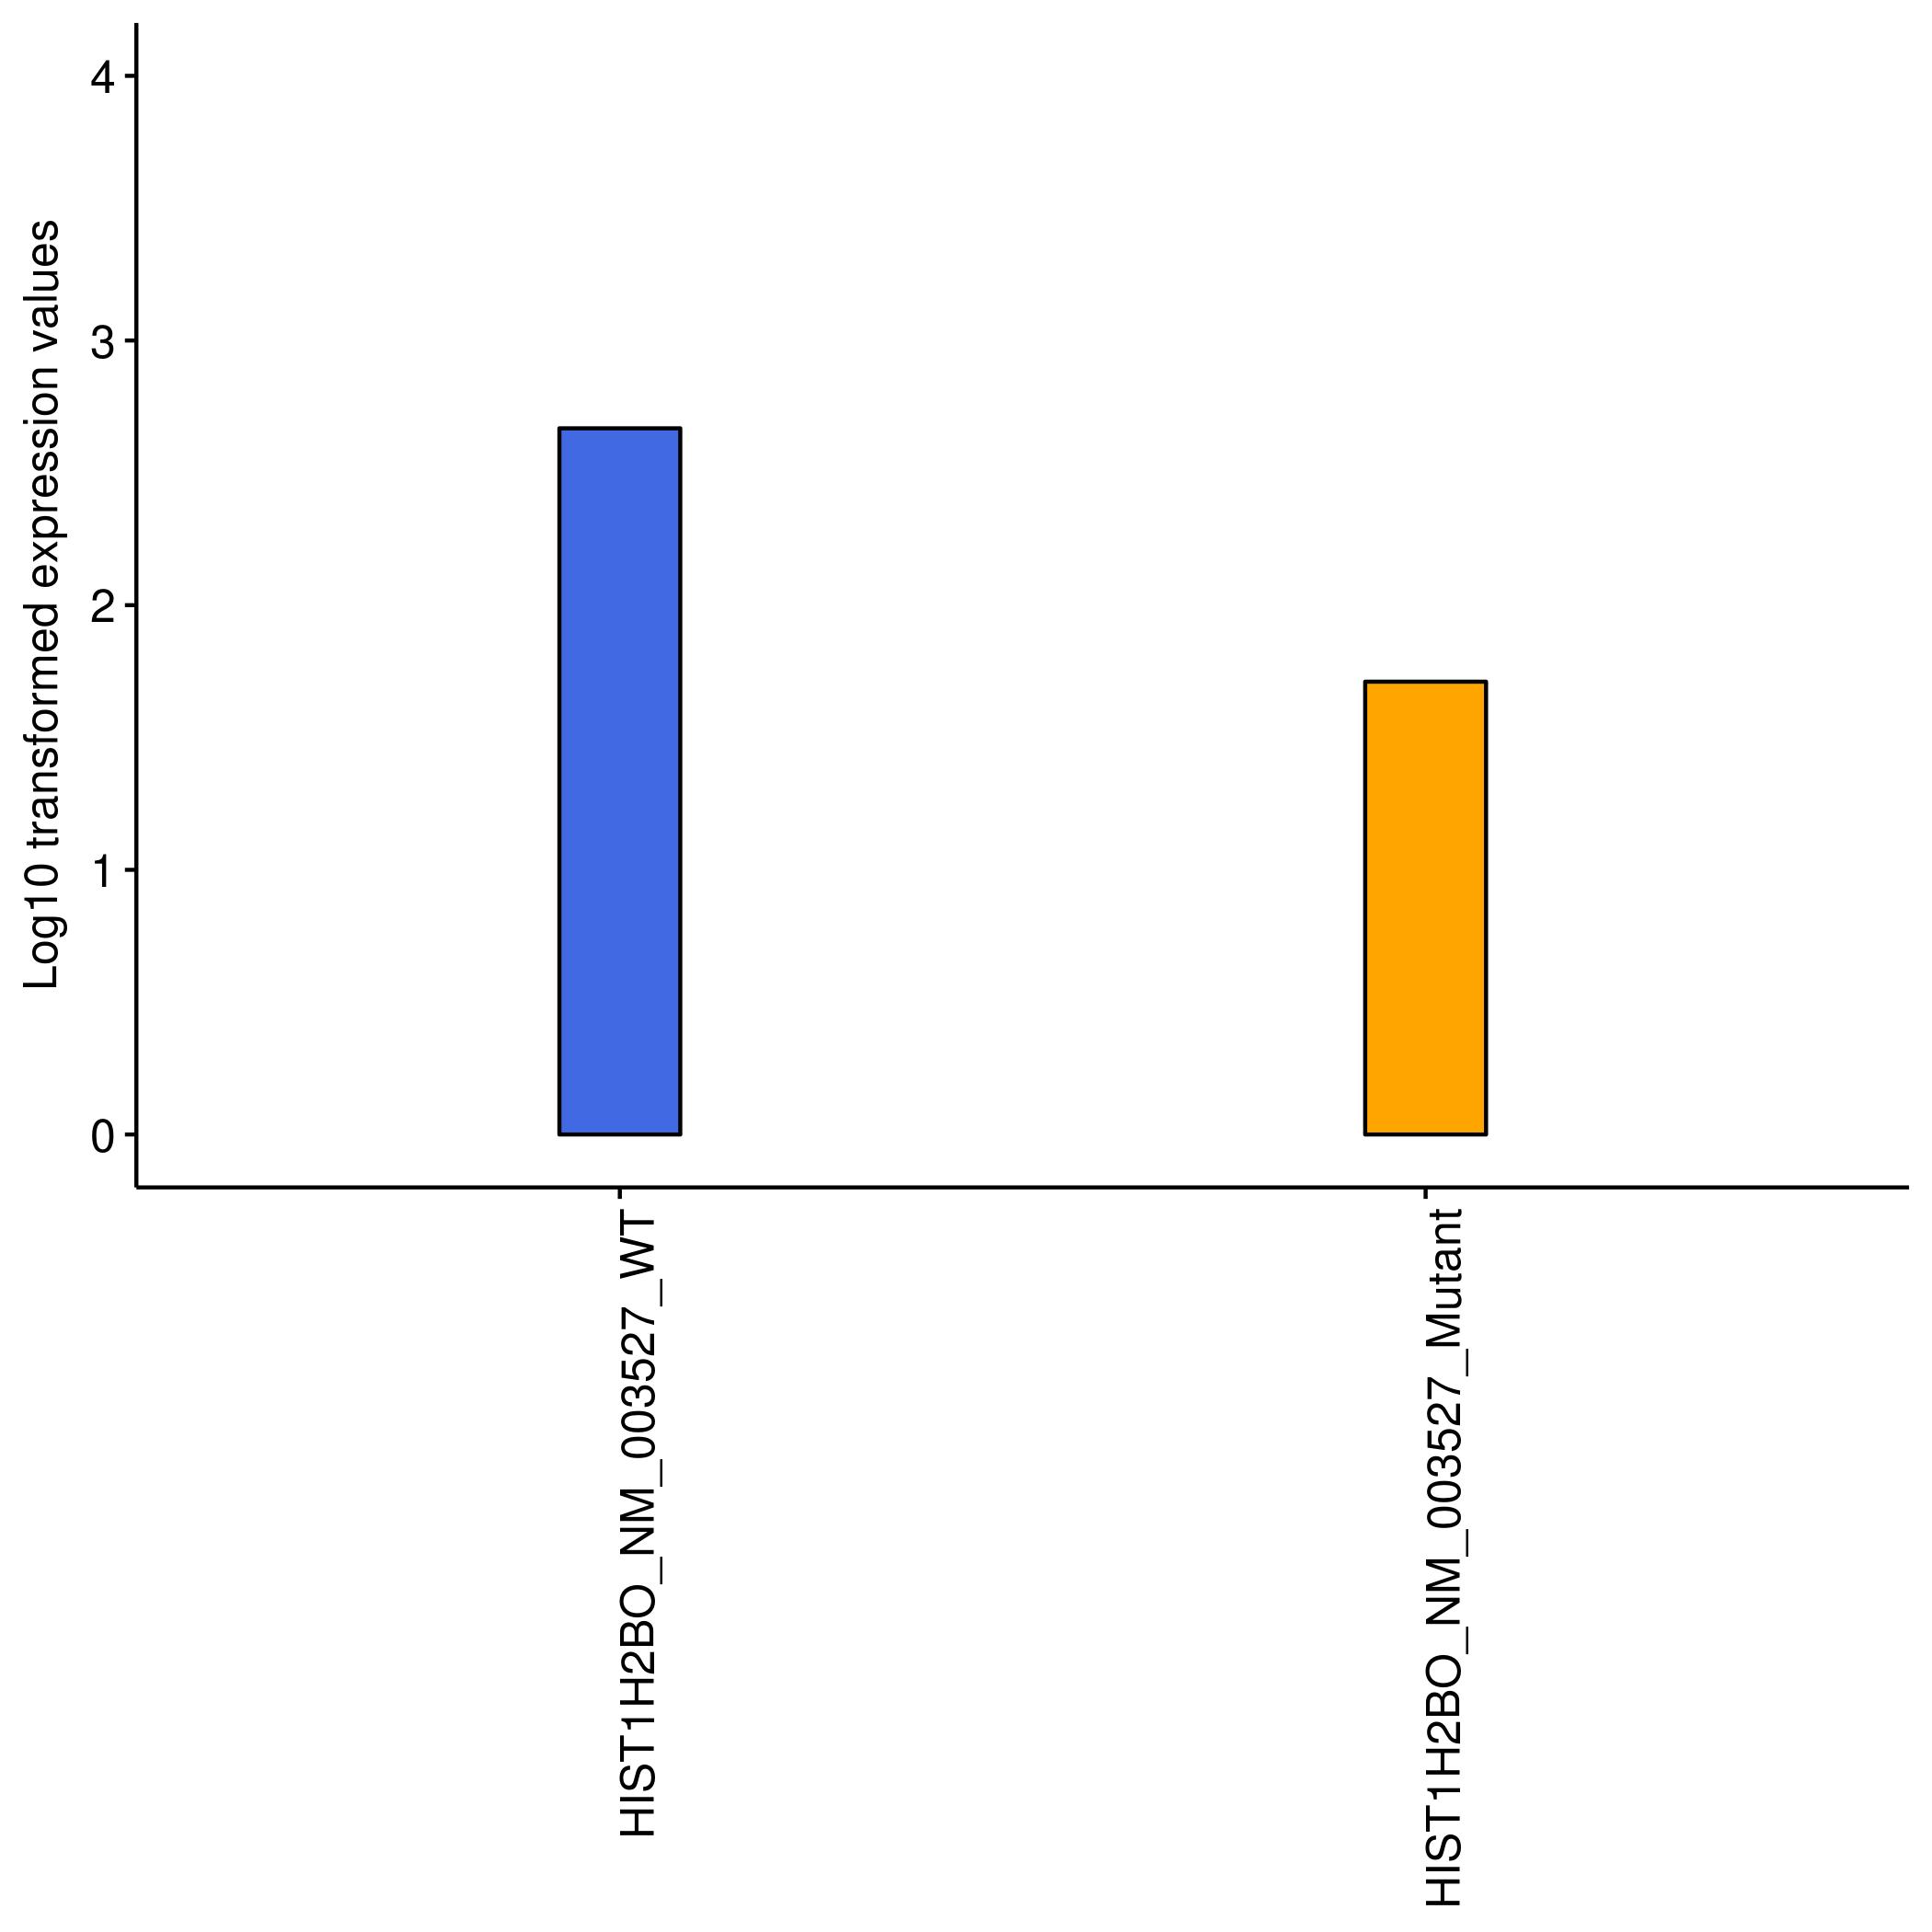 Log10 transformed expression values
4
3
2
1
0
HIST1H2BO_NM_003527_WT
HIST1H2BO_NM_003527_Mutant